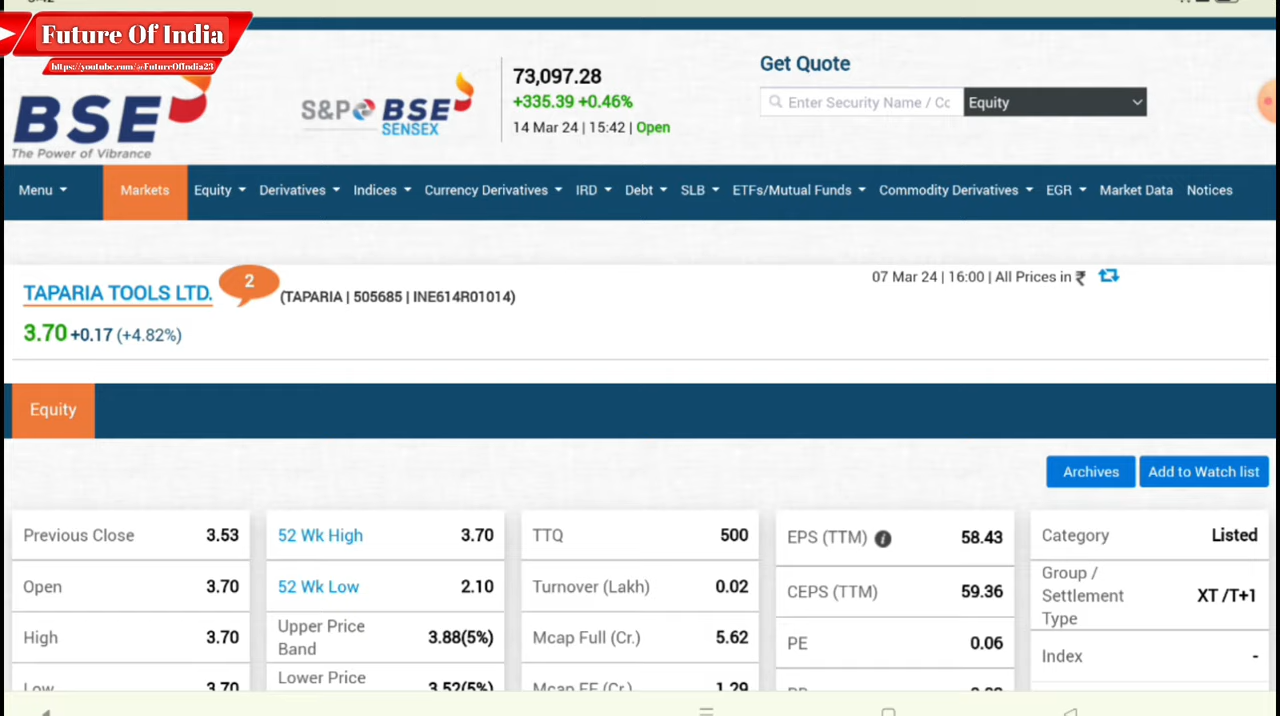 Future Of India
https://youtube.com/@FutureOfIndia23
BSE
The Power of Vibrance
S&P BSE
SENSEX
73,097.28
+335.39 +0.46%
14 Mar 24 | 15:42 | Open
Get Quote
Enter Security Name / Cc
Equity
Menu Markets Equity Derivatives Indices Currency Derivatives IRD Debt SLB ETFs/Mutual Funds Commodity Derivatives EGR Market Data Notices
TAPARIA TOOLS LTD. 2 (TAPARIA | 505685 | INE614R01014)
07 Mar 24 | 16:00 | All Prices in ₹
3.70 +0.17 (+4.82%)
Equity
Archives Add to Watch list
Previous Close 3.53
Open 3.70
High 3.70
Low 3.70
52 Wk High 3.70
52 Wk Low 2.10
Upper Price
Band 3.88(5%)
Lower Price
3.52(5%)
TTQ 500
Turnover (Lakh) 0.02
Mcap Full (Cr.) 5.62
Mcap FF (Cr.) 1.29
EPS (TTM) 58.43
CEPS (TTM) 59.36
PE 0.06
Category Listed
Group /
Settlement
Type XT /T+1
Index -